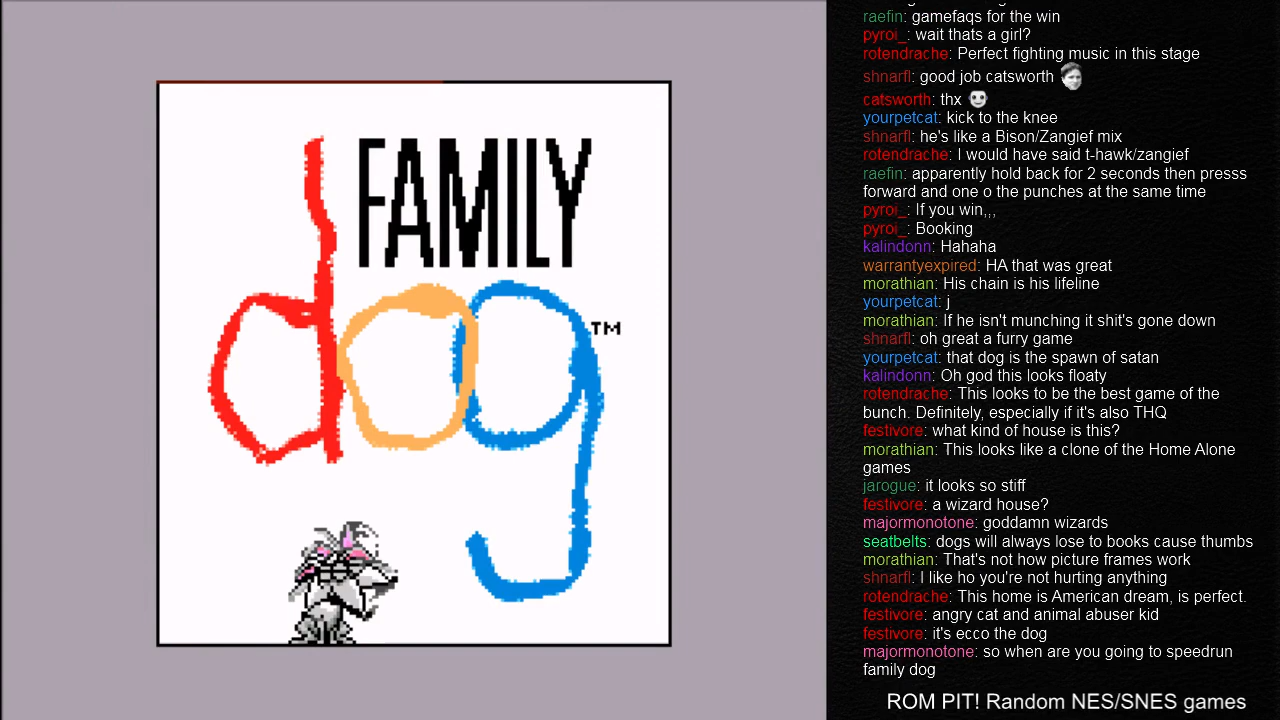 FAMILY
dog
TM
raefin: gamefaqs for the win
pyroi_: wait thats a girl?
rotendrache: Perfect fighting music in this stage
shnarfl: good job catsworth
catsworth: thx
yourpetcat: kick to the knee
shnarfl: he's like a Bison/Zangief mix
rotendrache: I would have said t-hawk/zangief
raefin: apparently hold back for 2 seconds then presss
forward and one o the punches at the same time
pyroi_: If you win,,,
pyroi_: Booking
kalindonn: Hahaha
warrantyexpired: HA that was great
morathian: His chain is his lifeline
yourpetcat: j
morathian: If he isn't munching it shit's gone down
shnarfl: oh great a furry game
yourpetcat: that dog is the spawn of satan
kalindonn: Oh god this looks floaty
rotendrache: This looks to be the best game of the
bunch. Definitely, especially if it's also THQ
festivore: what kind of house is this?
morathian: This looks like a clone of the Home Alone
games
jarogue: it looks so stiff
festivore: a wizard house?
majormonotone: goddamn wizards
seatbelts: dogs will always lose to books cause thumbs
morathian: That's not how picture frames work
shnarfl: I like ho you're not hurting anything
rotendrache: This home is American dream, is perfect.
festivore: angry cat and animal abuser kid
festivore: it's ecco the dog
majormonotone: so when are you going to speedrun
family dog
ROM PIT! Random NES/SNES games